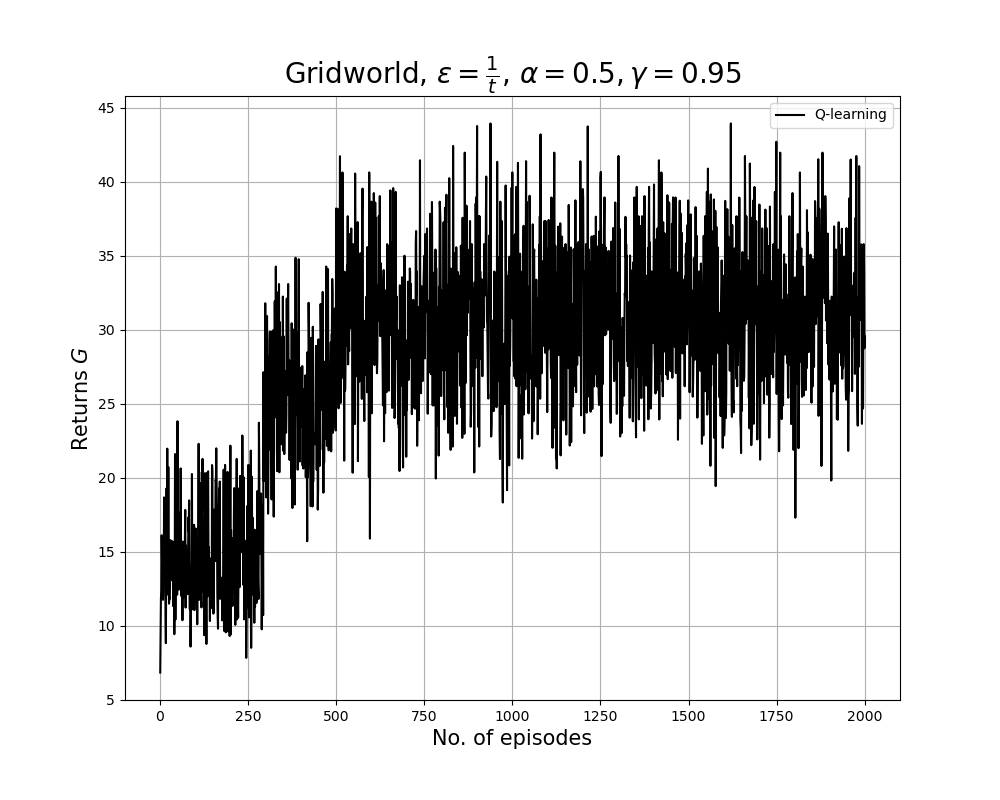 Gridworld, ε = 1/t, α = 0.5, γ = 0.95
Q-learning
45
40
35
30
25
20
15
10
5
Returns G
0 250 500 750 1000 1250 1500 1750 2000
No. of episodes